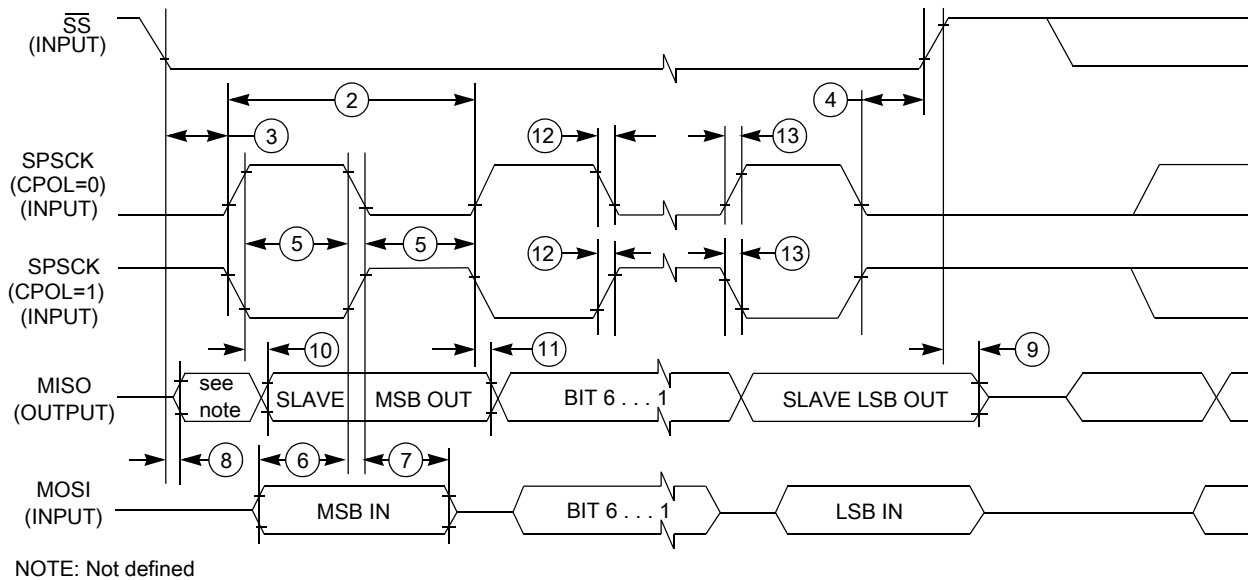 SS
(INPUT)
2
4
3
12
13
SPSCK
(CPOL=0)
(INPUT)
5
5
12
13
SPSCK
(CPOL=1)
(INPUT)
10
11
9
MISO
(OUTPUT)
see
note
SLAVE
MSB OUT
BIT 6 . . . 1
SLAVE LSB OUT
8
6
7
MOSI
(INPUT)
MSB IN
BIT 6 . . . 1
LSB IN
NOTE: Not defined